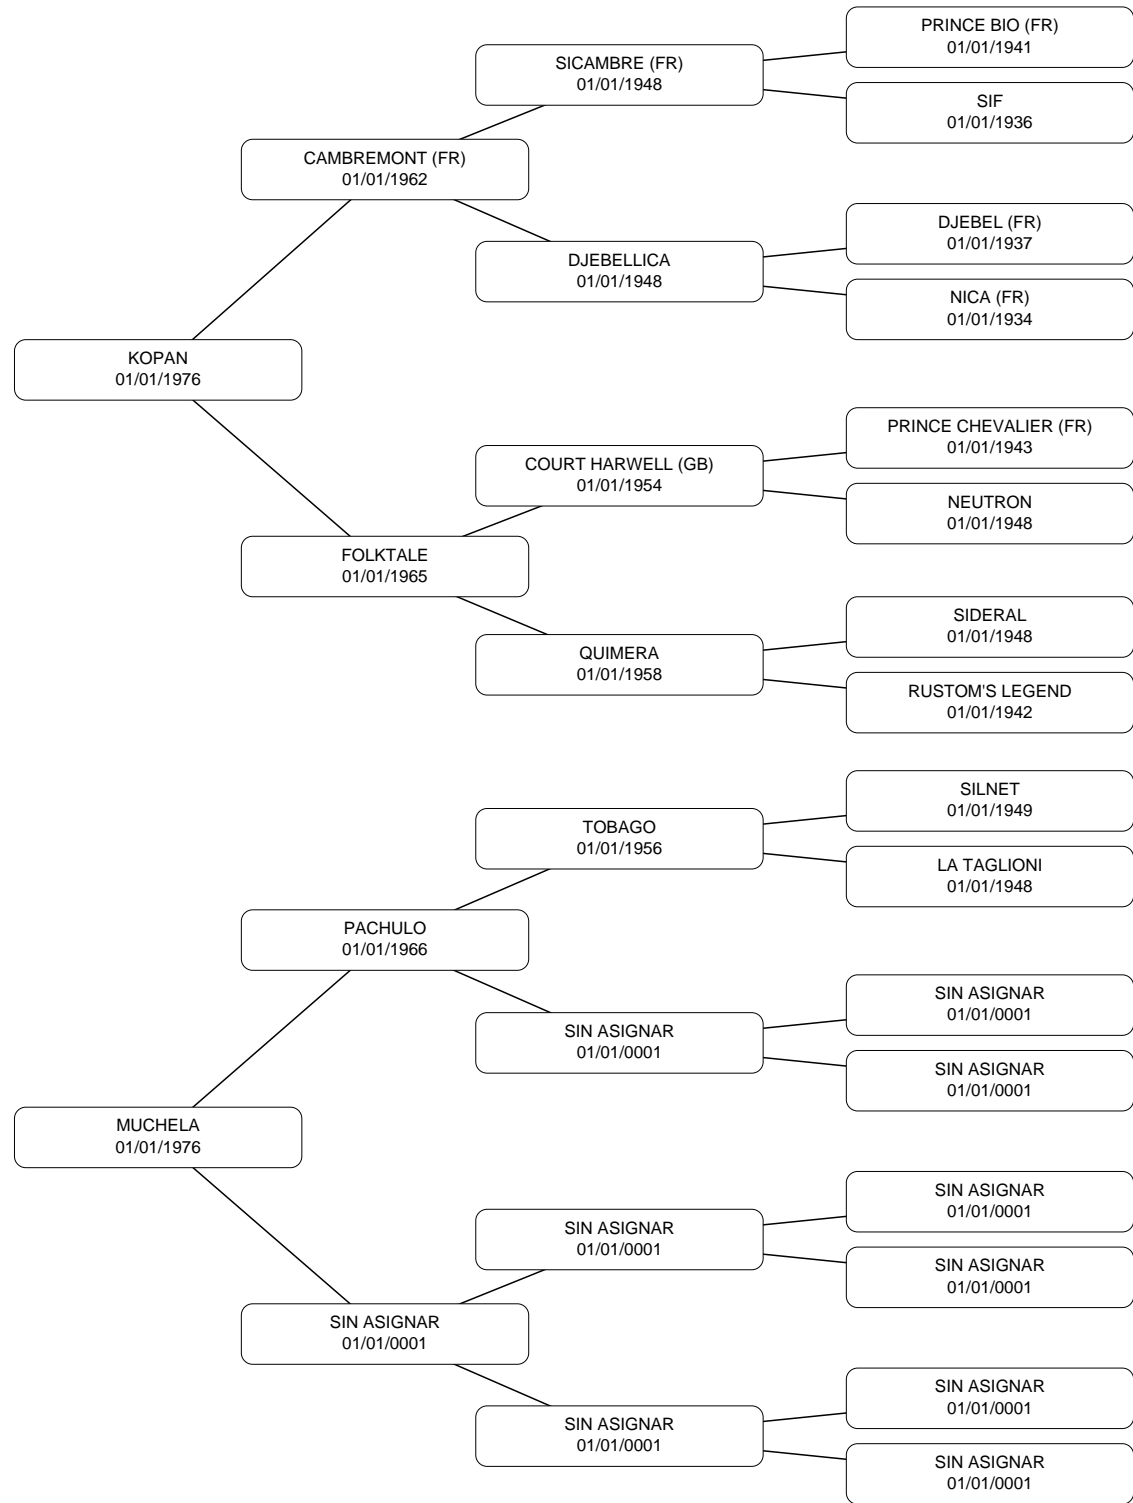 PRINCE BIO (FR)
01/01/1941
SICAMBRE (FR)
01/01/1948
SIF
01/01/1936
CAMBREMONT (FR)
01/01/1962
DJEBEL (FR)
01/01/1937
DJEBELLICA
01/01/1948
NICA (FR)
01/01/1934
KOPAN
01/01/1976
PRINCE CHEVALIER (FR)
01/01/1943
COURT HARWELL (GB)
01/01/1954
NEUTRON
01/01/1948
FOLKTALE
01/01/1965
SIDERAL
01/01/1948
QUIMERA
01/01/1958
RUSTOM'S LEGEND
01/01/1942
SILNET
01/01/1949
TOBAGO
01/01/1956
LA TAGLIONI
01/01/1948
PACHULO
01/01/1966
SIN ASIGNAR
01/01/0001
SIN ASIGNAR
01/01/0001
SIN ASIGNAR
01/01/0001
MUCHELA
01/01/1976
SIN ASIGNAR
01/01/0001
SIN ASIGNAR
01/01/0001
SIN ASIGNAR
01/01/0001
SIN ASIGNAR
01/01/0001
SIN ASIGNAR
01/01/0001
SIN ASIGNAR
01/01/0001
SIN ASIGNAR
01/01/0001